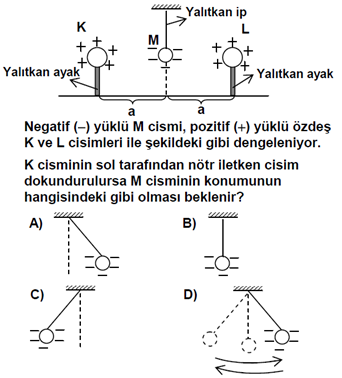 Yalıtkan ip
K
M
L
Yalıtkan ayak
Yalıtkan ayak
a
a
Negatif (–) yüklü M cismi, pozitif (+) yüklü özdeş
K ve L cisimleri ile şekildeki gibi dengeleniyor.
K cisminin sol tarafından nötr iletken cisim
dokundurulursa M cisminin konumunun
hangisindeki gibi olması beklenir?
A)
B)
C)
D)